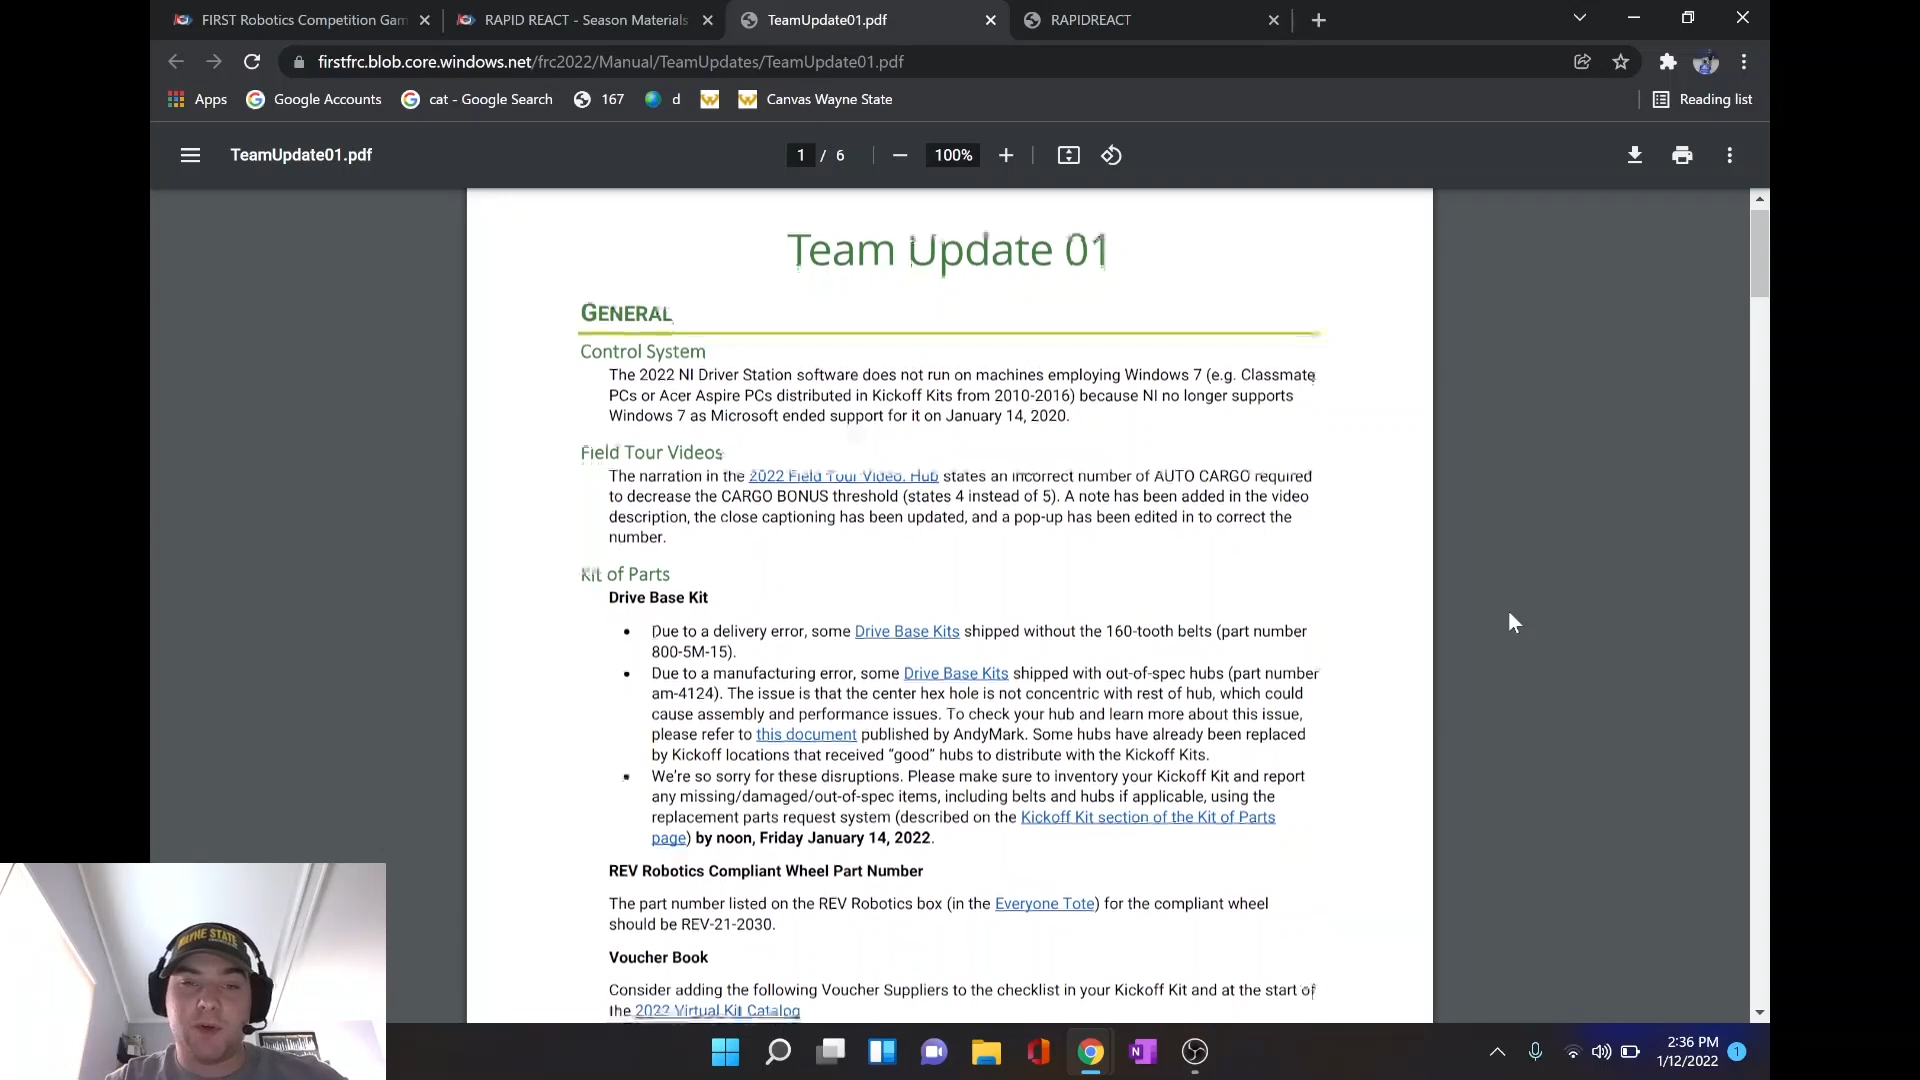 FIRST Robotics Competition Gam
RAPID REACT - Season Materials
TeamUpdate01.pdf
RAPIDREACT
firstfrc.blob.core.windows.net/frc2022/Manual/TeamUpdates/TeamUpdate01.pdf
Apps
Google Accounts
cat - Google Search
167
d
Canvas Wayne State
Reading list
TeamUpdate01.pdf
1 / 6
100%
Team Update 01
GENERAL
Control System
The 2022 NI Driver Station software does not run on machines employing Windows 7 (e.g. Classmate
PCs or Acer Aspire PCs distributed in Kickoff Kits from 2010-2016) because NI no longer supports
Windows 7 as Microsoft ended support for it on January 14, 2020.
Field Tour Videos
The narration in the 2022 Field Tour Video: Hub states an incorrect number of AUTO CARGO required
to decrease the CARGO BONUS threshold (states 4 instead of 5). A note has been added in the video
description, the close captioning has been updated, and a pop-up has been edited in to correct the
number.
Kit of Parts
Drive Base Kit
• Due to a delivery error, some Drive Base Kits shipped without the 160-tooth belts (part number
800-5M-15).
• Due to a manufacturing error, some Drive Base Kits shipped with out-of-spec hubs (part number
am-4124). The issue is that the center hex hole is not concentric with rest of hub, which could
cause assembly and performance issues. To check your hub and learn more about this issue,
please refer to this document published by AndyMark. Some hubs have already been replaced
by Kickoff locations that received “good” hubs to distribute with the Kickoff Kits.
• We're so sorry for these disruptions. Please make sure to inventory your Kickoff Kit and report
any missing/damaged/out-of-spec items, including belts and hubs if applicable, using the
replacement parts request system (described on the Kickoff Kit section of the Kit of Parts
page) by noon, Friday January 14, 2022.
REV Robotics Compliant Wheel Part Number
The part number listed on the REV Robotics box (in the Everyone Tote) for the compliant wheel
should be REV-21-2030.
Voucher Book
Consider adding the following Voucher Suppliers to the checklist in your Kickoff Kit and at the start of
the 2022 Virtual Kit Catalog
WAYNE STATE
2:36 PM
1/12/2022
1